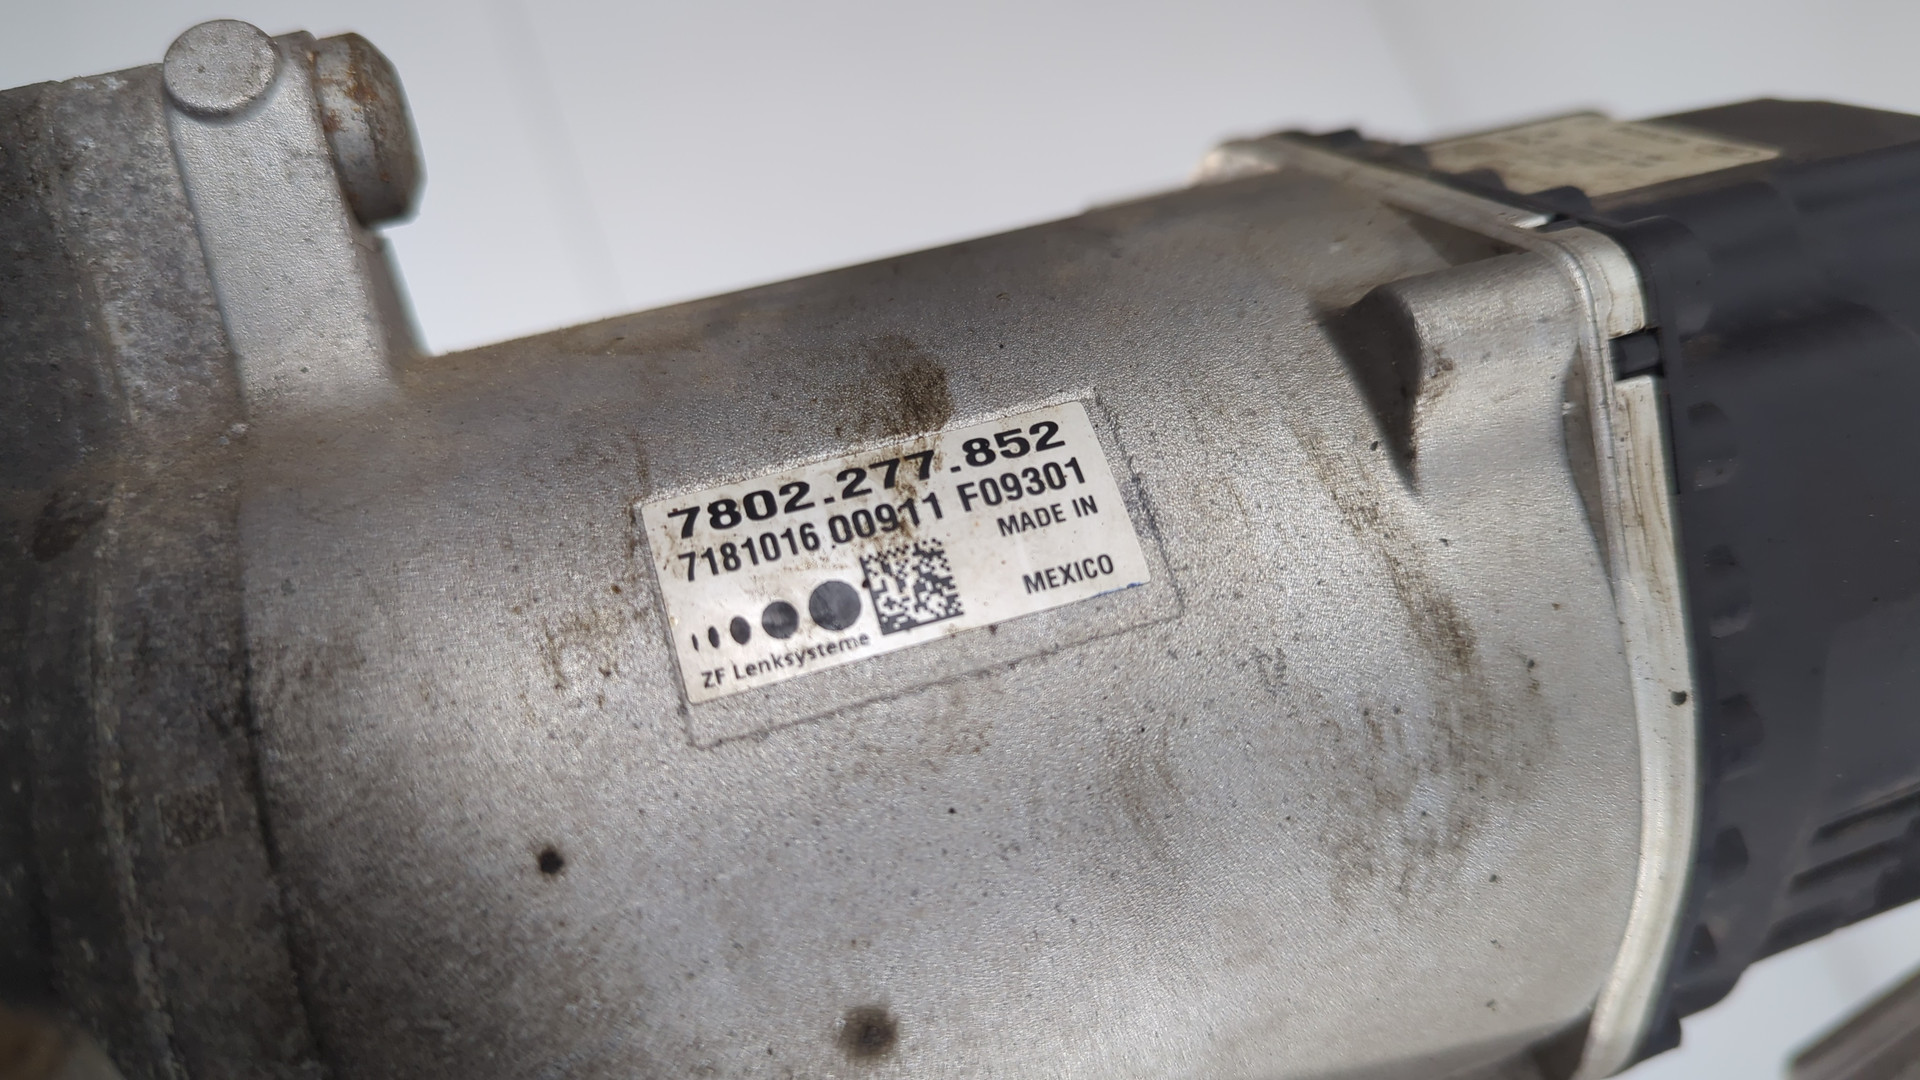 7802.277.852
7181016 00911 F09301
MADE IN
MEXICO
ZF Lenksysteme